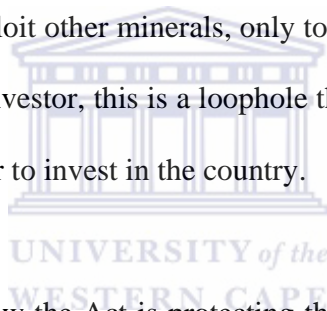 loit other minerals, only to
vestor, this is a loophole th
r to invest in the country.
UNIVERSITY of the
WESTERN CAPE
w the Act is protecting th